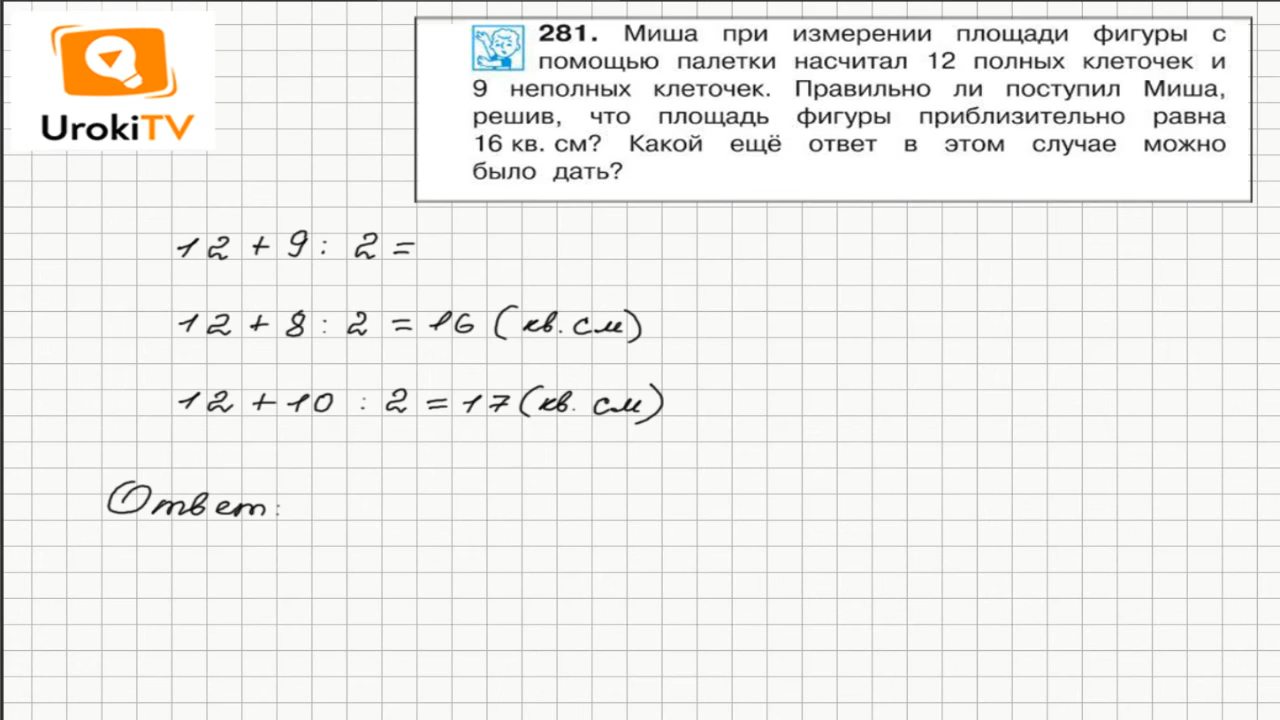 UrokiTV
281. Миша при измерении площади фигуры с
помощью палетки насчитал 12 полных клеточек и
9 неполных клеточек. Правильно ли поступил Миша,
решив, что площадь фигуры приблизительно равна
16 кв. см? Какой ещё ответ в этом случае можно
было дать?
12 + 9 : 2 =
12 + 8 : 2 = 16 (кв. см)
12 + 10 : 2 = 17 (кв. см)
Ответ: